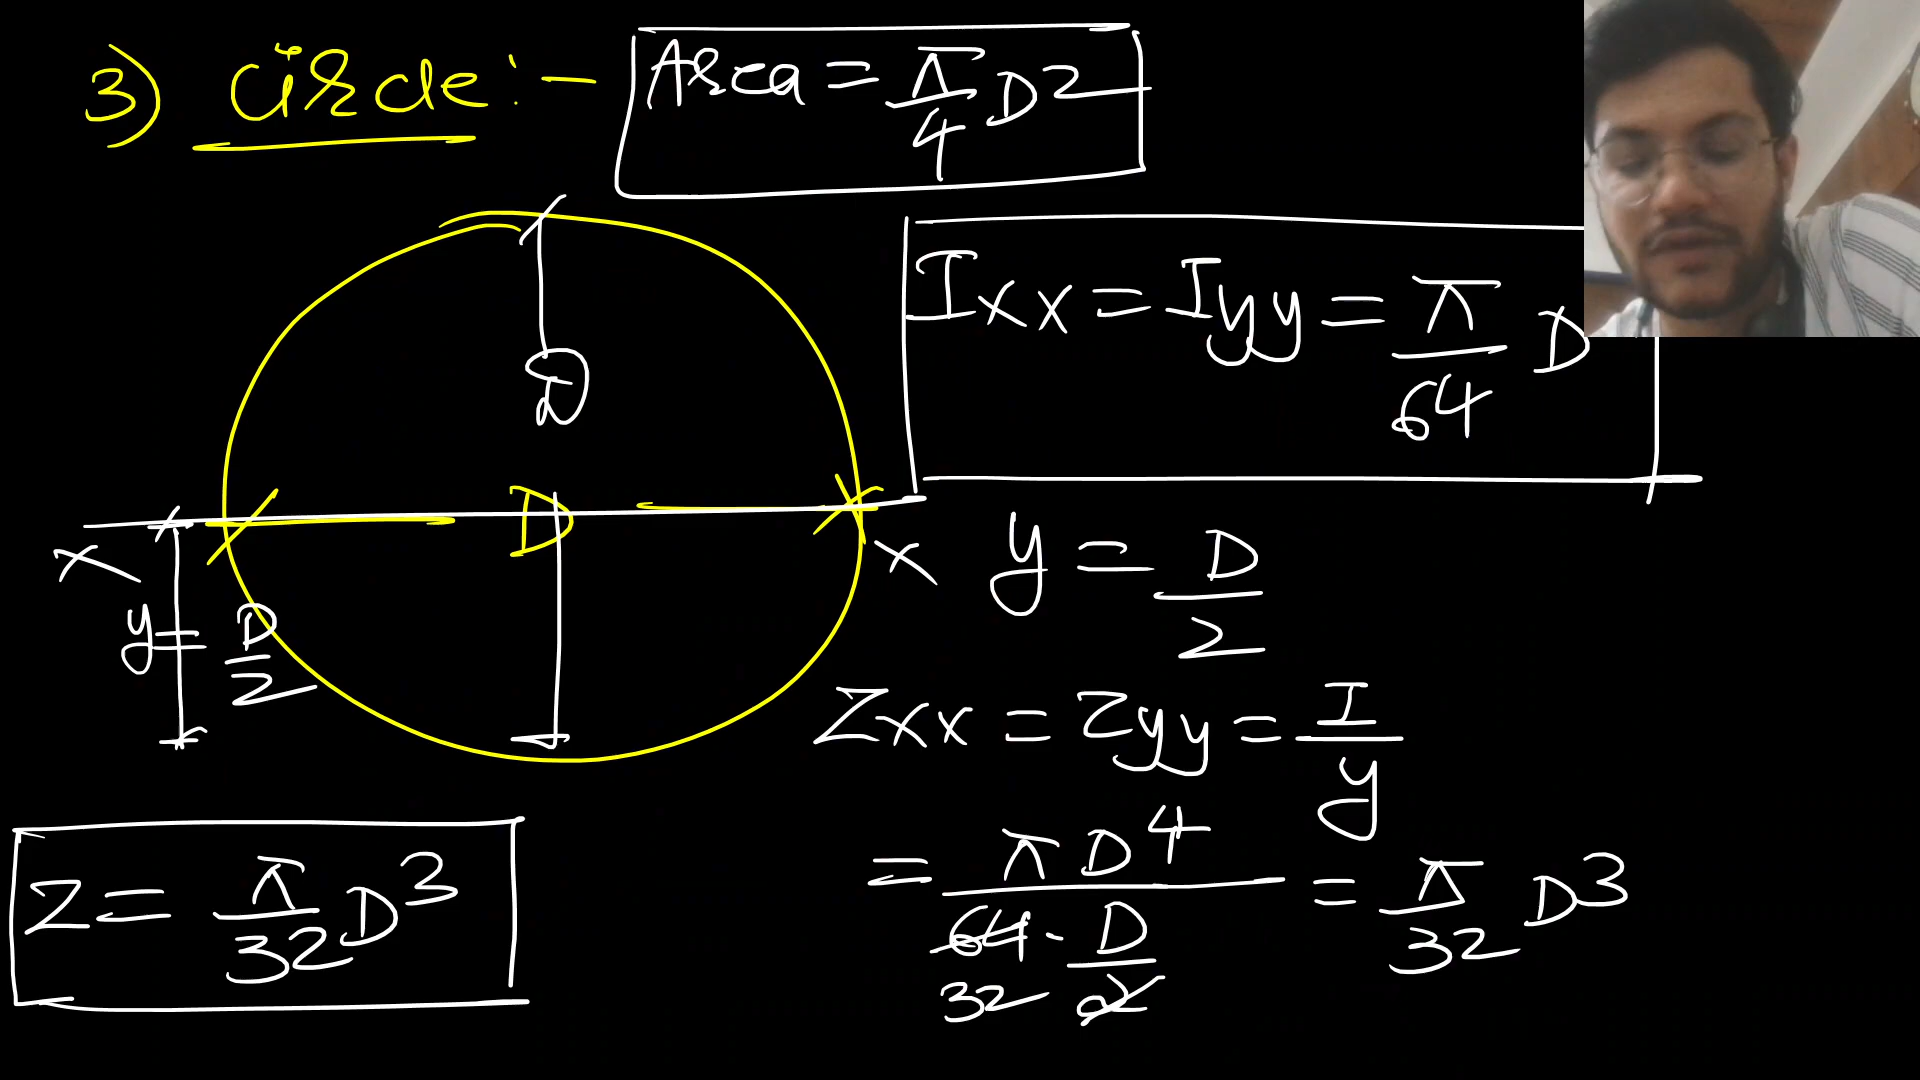 3) Circle :- Area = π/4 D²
D
Ixx = Iyy = π/64 D
x D x
y = D/2
y = D/2
Zxx = Zyy = I/y
= πD⁴/(64 · D/2) = π/32 D³
32
Z = π/32 D³